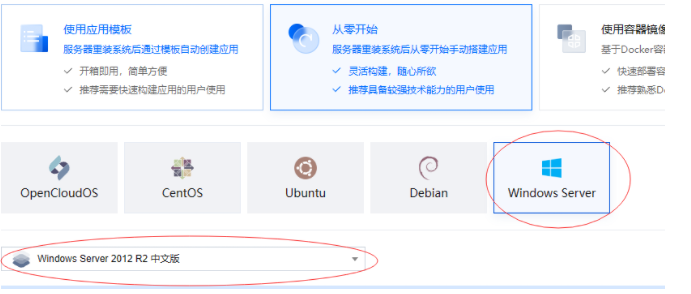 使用应用模板
服务器重装系统后通过模板自动创建应用
开箱即用，简单方便
推荐需要快速构建应用的用户使用
从零开始
服务器重装系统后从零开始手动搭建应用
灵活构建，随心所欲
推荐具备较强技术能力的用户使用
使用容器镜像
基于Docker容
快速部署容
推荐熟悉D
OpenCloudOS
CentOS
Ubuntu
Debian
Windows Server
Windows Server 2012 R2 中文版